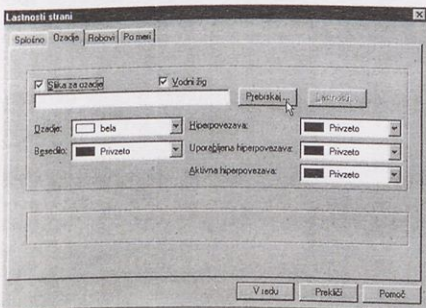 Lastnosti strani
Splošno Ozadje Robovi Po meri
Slika za ozadje Vodni žig
Prebrskaj... Lastnosti...
Ozadje: bela Hiperpovezava: Privzeto
Besedilo: Privzeto Uporabljena hiperpovezava: Privzeto
Aktivna hiperpovezava: Privzeto
V redu Prekliči Pomoč